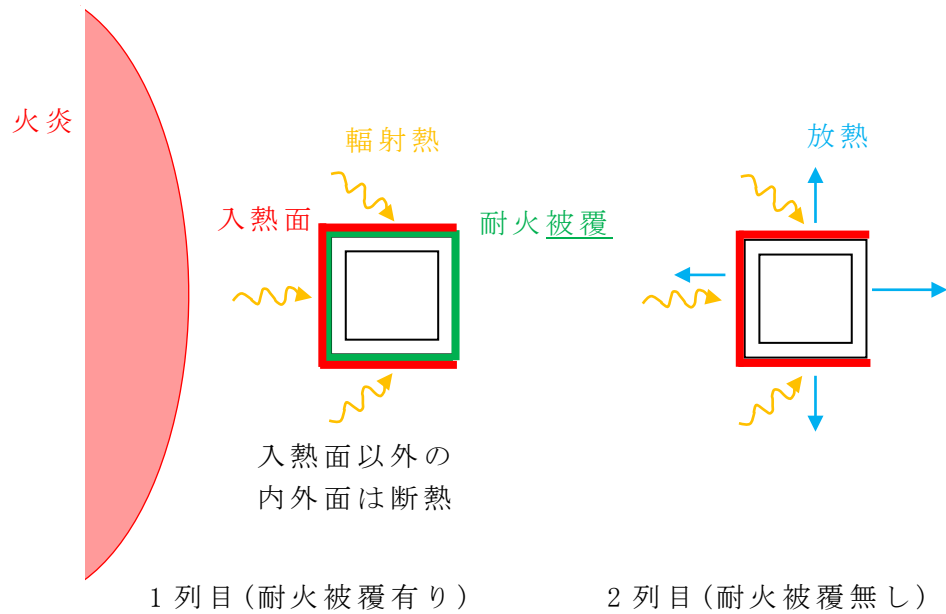 火炎
輻射熱
放熱
入熱面
耐火被覆
入熱面以外の
内外面は断熱
1列目(耐火被覆有り)
2列目(耐火被覆無し)